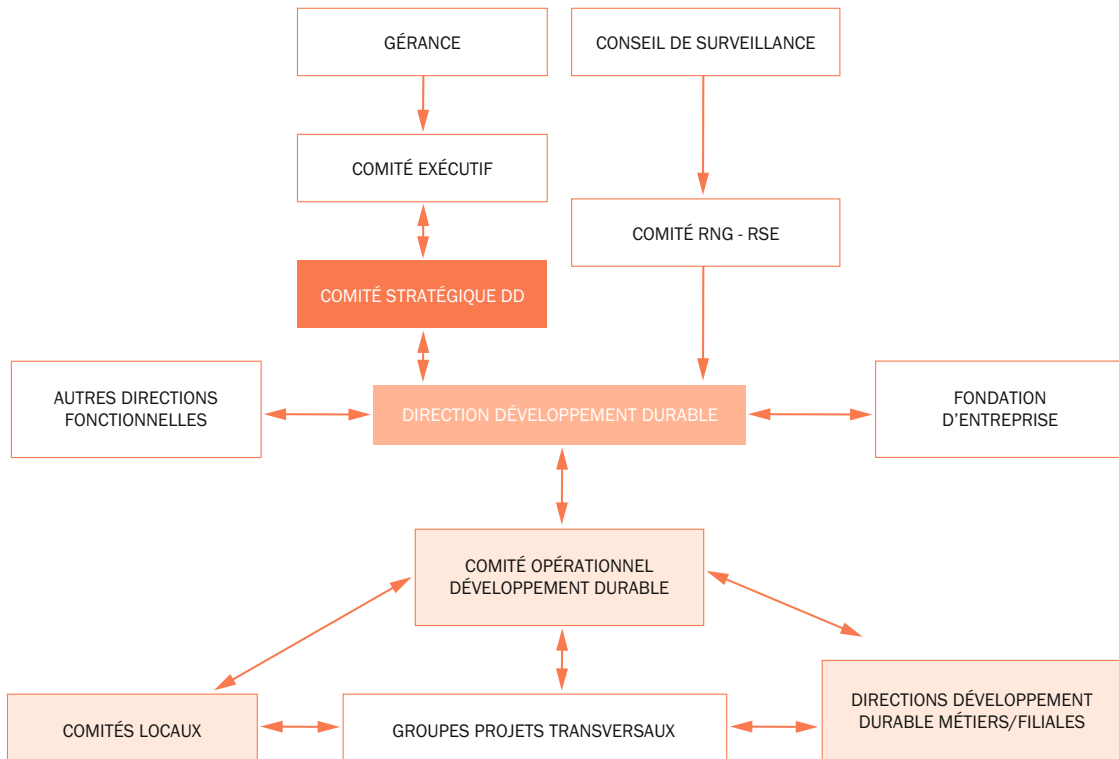 GÉRANCE
CONSEIL DE SURVEILLANCE
COMITÉ EXÉCUTIF
COMITÉ RNG - RSE
COMITÉ STRATÉGIQUE DD
AUTRES DIRECTIONS
FONCTIONNELLES
DIRECTION DÉVELOPPEMENT DURABLE
FONDATION
D’ENTREPRISE
COMITÉ OPÉRATIONNEL
DÉVELOPPEMENT DURABLE
COMITÉS LOCAUX
GROUPES PROJETS TRANSVERSAUX
DIRECTIONS DÉVELOPPEMENT
DURABLE MÉTIERS/FILIALES